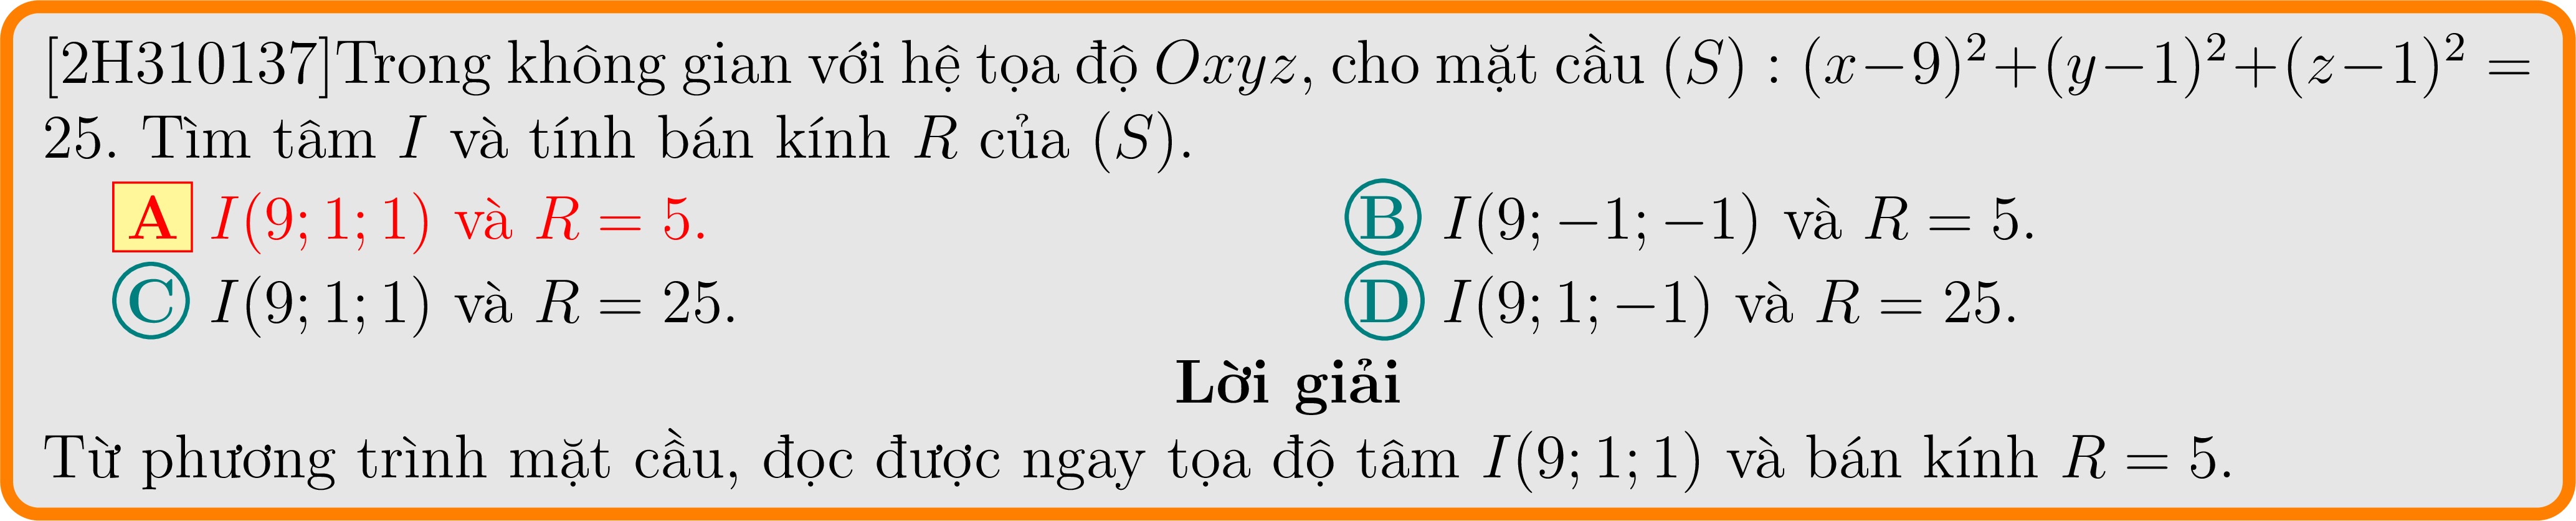 [2H310137]Trong không gian với hệ tọa độ Oxyz, cho mặt cầu (S) : (x−9)²+(y−1)²+(z−1)² =
25. Tìm tâm I và tính bán kính R của (S).
A I(9; 1; 1) và R = 5. B I(9; −1; −1) và R = 5.
C I(9; 1; 1) và R = 25. D I(9; 1; −1) và R = 25.
Lời giải
Từ phương trình mặt cầu, đọc được ngay tọa độ tâm I(9; 1; 1) và bán kính R = 5.